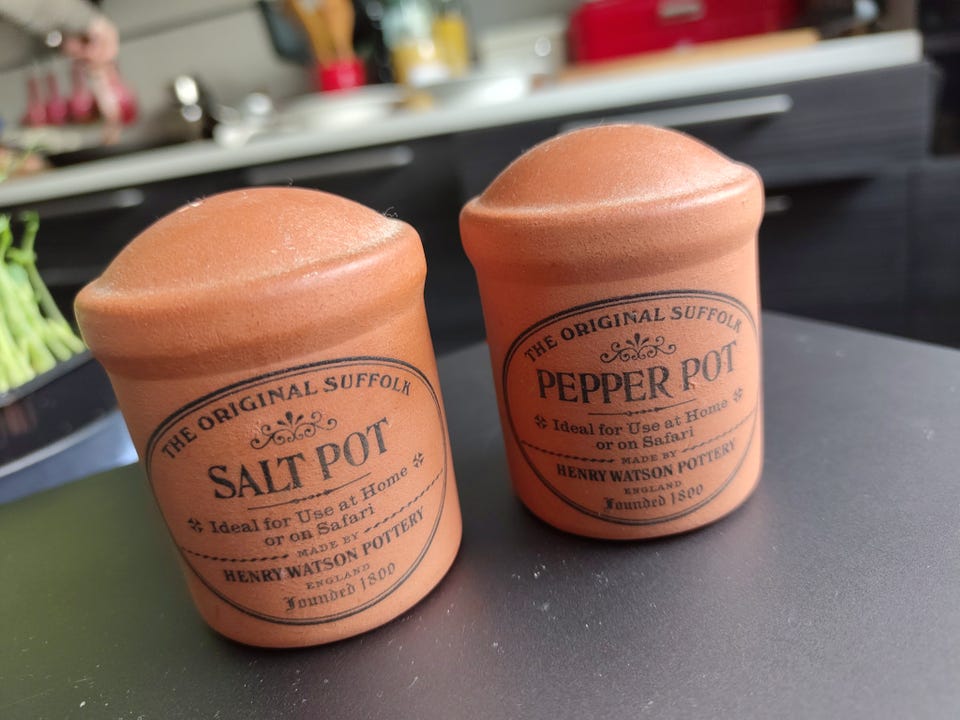 THE ORIGINAL SUFFOLK
SALT POT
Ideal for Use at Home
or on Safari
MADE BY
HENRY WATSON POTTERY
ENGLAND
Founded 1800
THE ORIGINAL SUFFOLK
PEPPER POT
Ideal for Use at Home
or on Safari
MADE BY
HENRY WATSON POTTERY
ENGLAND
Founded 1800